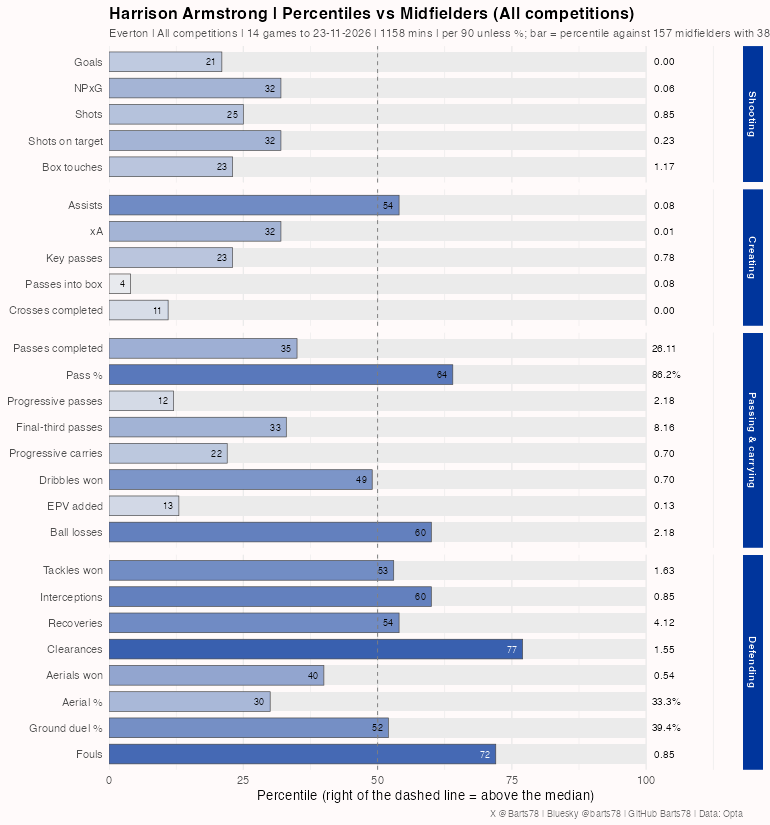 Harrison Armstrong | Percentiles vs Midfielders (All competitions)
Everton | All competitions | 14 games to 23-11-2026 | 1158 mins | per 90 unless %; bar = percentile against 157 midfielders with 38
Goals 21 0.00
NPxG 32 0.06
Shots 25 0.85
Shots on target 32 0.23
Box touches 23 1.17
Shooting
Assists 54 0.08
xA 32 0.01
Key passes 23 0.78
Passes into box 4 0.08
Crosses completed 11 0.00
Creating
Passes completed 35 26.11
Pass % 64 86.2%
Progressive passes 12 2.18
Final-third passes 33 8.16
Progressive carries 22 0.70
Dribbles won 49 0.70
EPV added 13 0.13
Ball losses 60 2.18
Passing & carrying
Tackles won 53 1.63
Interceptions 60 0.85
Recoveries 54 4.12
Clearances 77 1.55
Aerials won 40 0.54
Aerial % 30 33.3%
Ground duel % 52 39.4%
Fouls 72 0.85
Defending
0 25 50 75 100
Percentile (right of the dashed line = above the median)
X @Barts78 | Bluesky @barts78 | GitHub Barts78 | Data: Opta